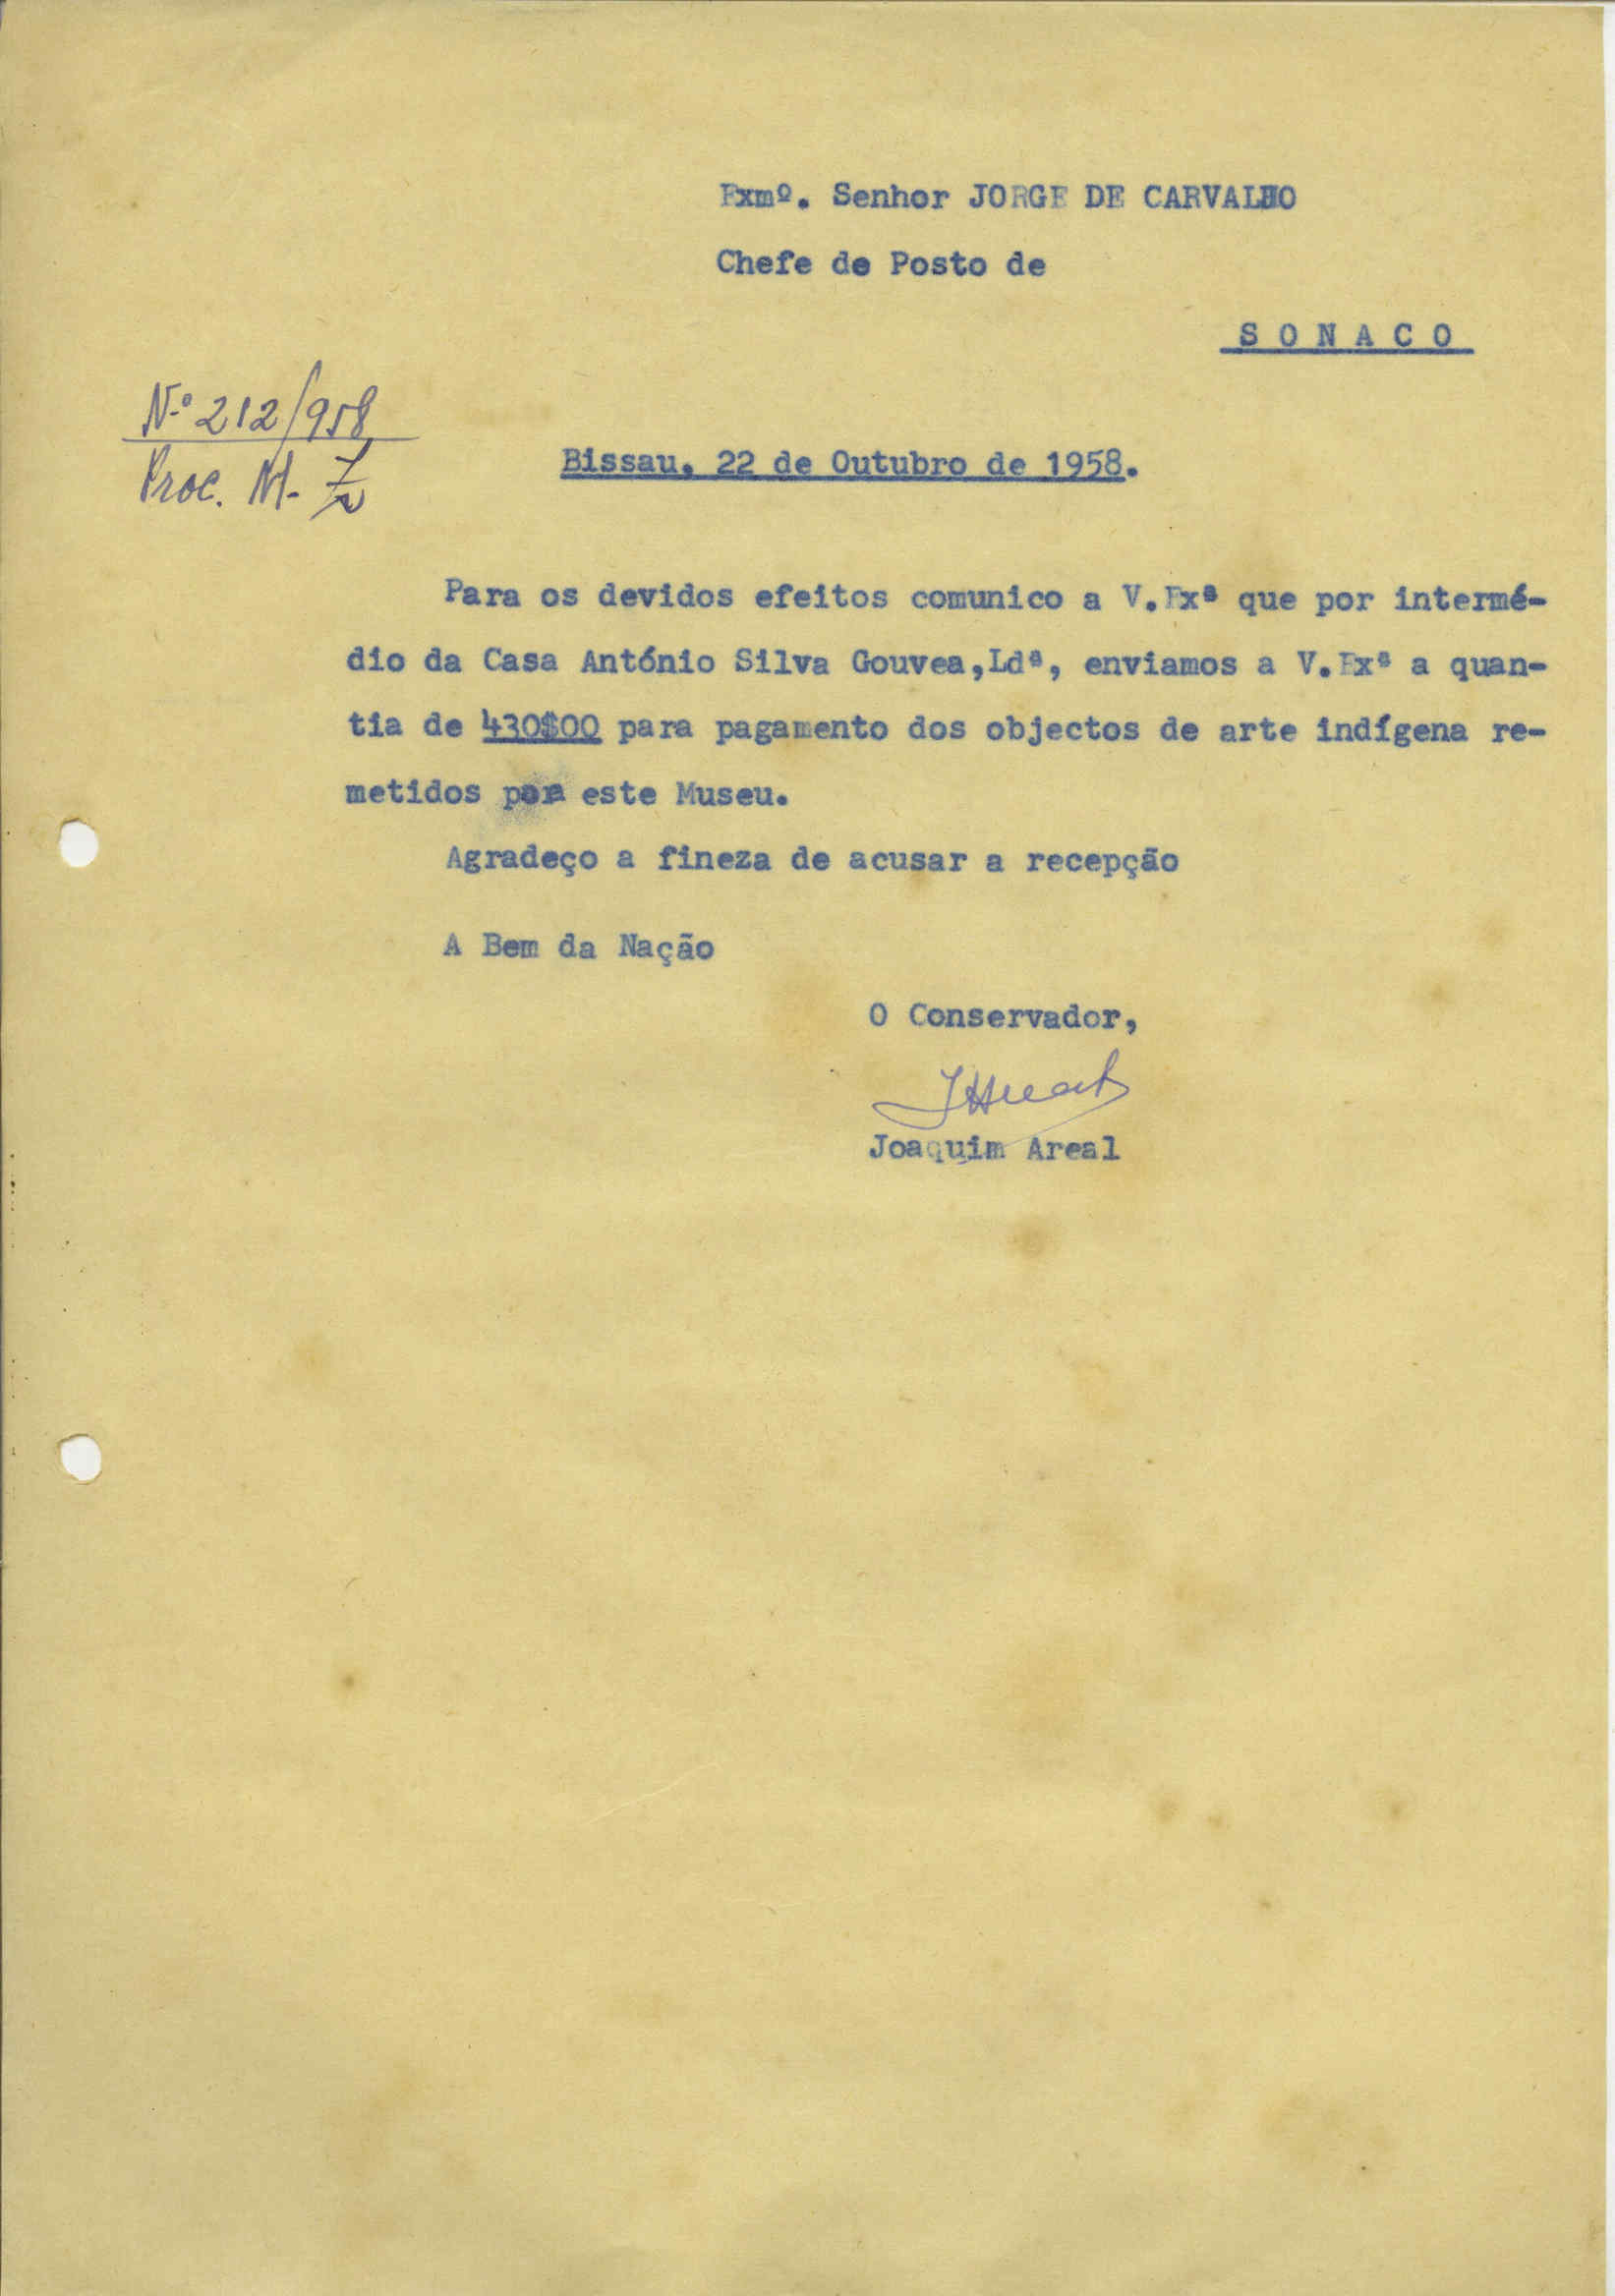 Exmº. Senhor JORGE DE CARVALHO
Chefe de Posto de
S O N A C O
Nº 212/958
Proc. M-
Bissau, 22 de Outubro de 1958.
Para os devidos efeitos comunico a V.Exª que por intermé-
dio da Casa António Silva Gouvea,Ldª, enviamos a V.Exª a quan-
tia de 430$00 para pagamento dos objectos de arte indígena re-
metidos este Museu.
Agradeço a fineza de acusar a recepção
A Bem da Nação
O Conservador,
Joaquim Areal